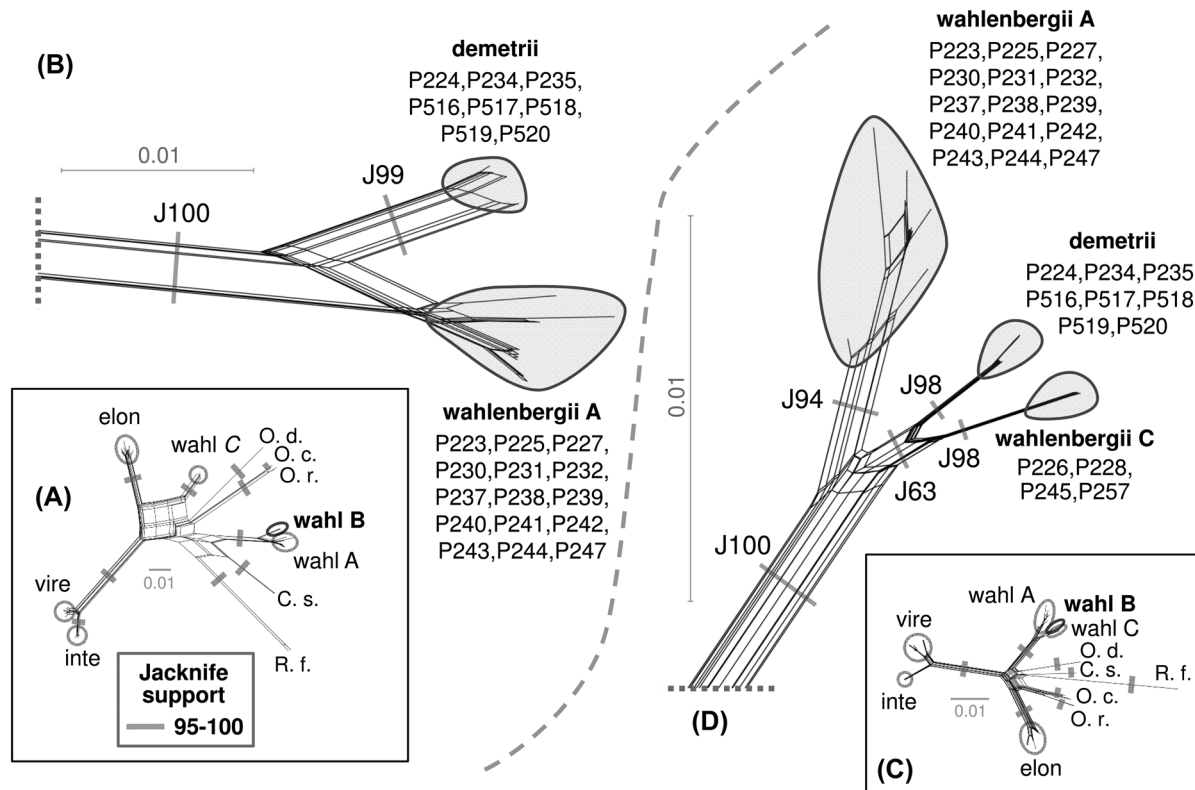 (B)
demetrii
P224,P234,P235,
P516,P517,P518,
P519,P520
0.01
J99
J100
wahlenbergii A
P223,P225,P227,
P230,P231,P232,
P237,P238,P239,
P240,P241,P242,
P243,P244,P247
(A)
elon
wahl C
O. d.
O. c.
O. r.
wahl B
wahl A
C. s.
R. f.
vire
inte
0.01
Jacknife
support
95-100
wahlenbergii A
P223,P225,P227,
P230,P231,P232,
P237,P238,P239,
P240,P241,P242,
P243,P244,P247
demetrii
P224,P234,P235
P516,P517,P518
P519,P520
0.01
J94
J98
J98
J63
J100
wahlenbergii C
P226,P228,
P245,P257
(D)
wahl A
wahl B
wahl C
vire
O. d.
C. s.
R. f.
inte
0.01
O. c.
O. r.
elon
(C)